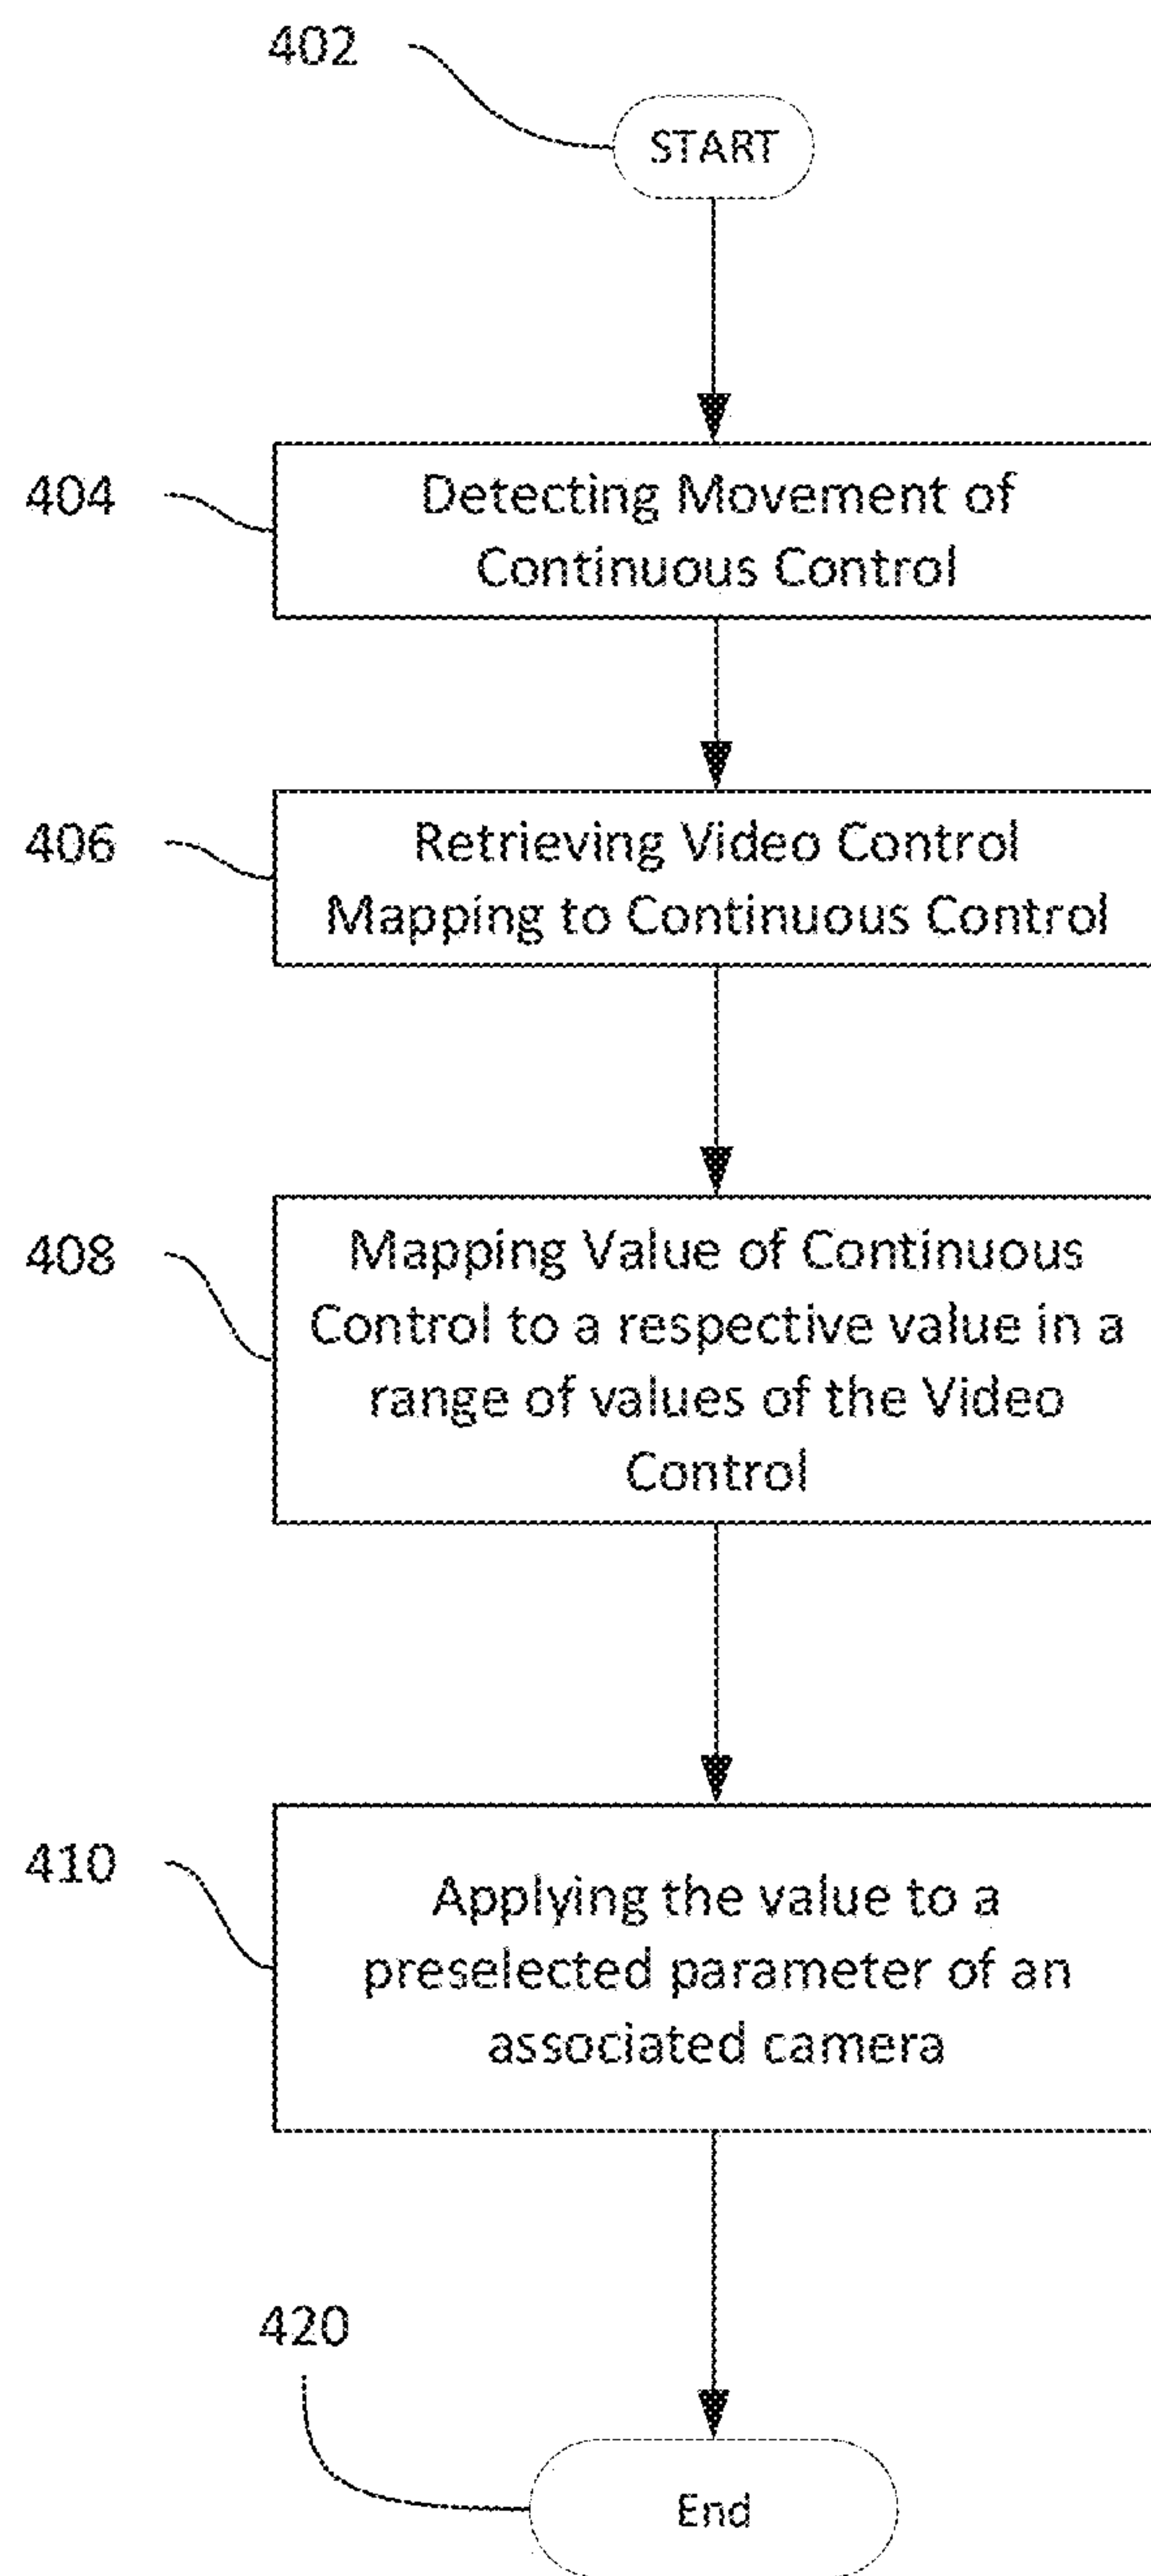 402
START
404
Detecting Movement of
Continuous Control
406
Retrieving Video Control
Mapping to Continuous Control
408
Mapping Value of Continuous
Control to a respective value in a
range of values of the Video
Control
410
Applying the value to a
preselected parameter of an
associated camera
420
End